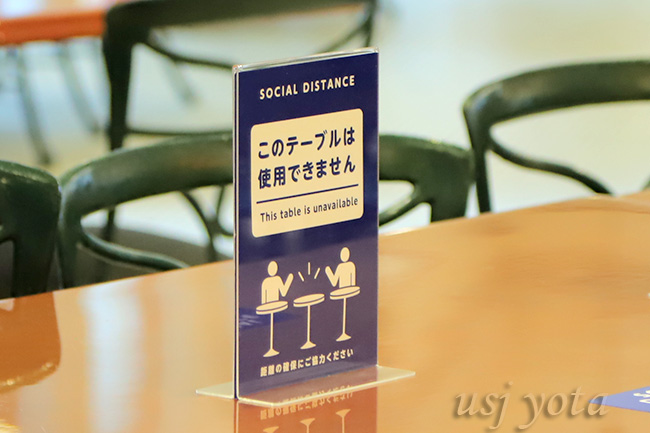 SOCIAL DISTANCE
このテーブルは
使用できません
This table is unavailable
距離の確保にご協力ください
usj yota